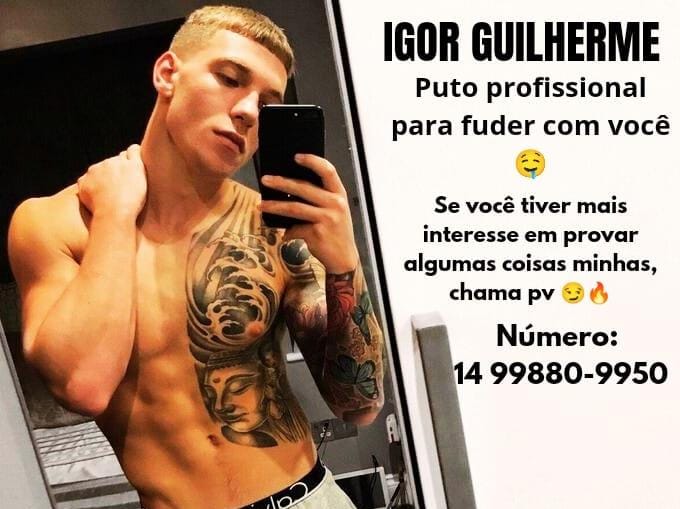 IGOR GUILHERME
Puto profissional
para fuder com você
🤤
Se você tiver mais
interesse em provar
algumas coisas minhas,
chama pv 😏🔥
Número:
14 99880-9950